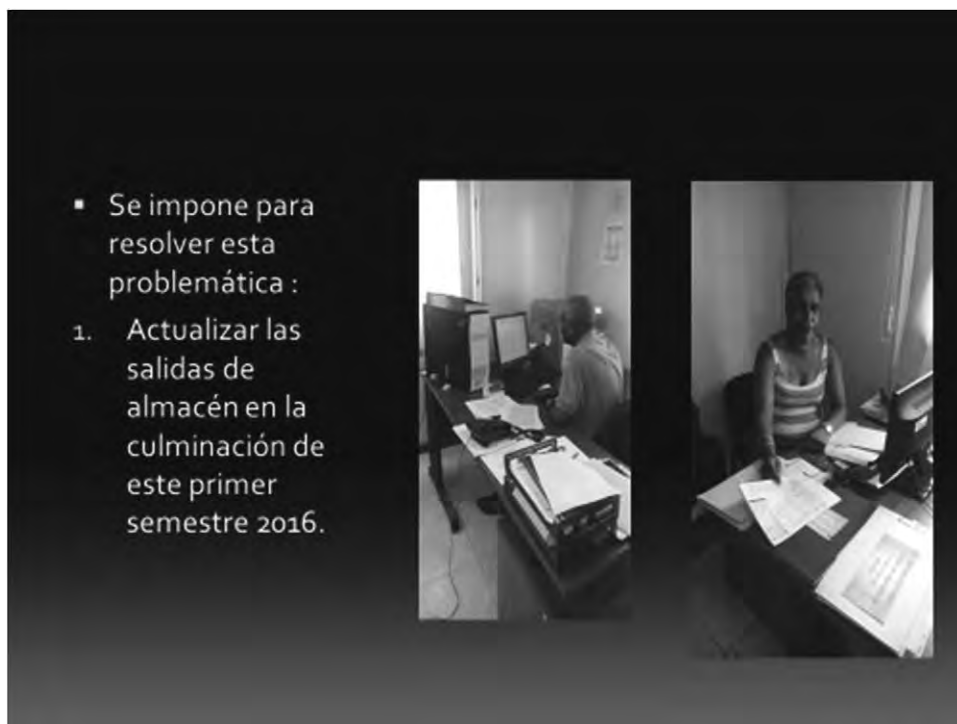 ▪ Se impone para
resolver esta
problemática :
1. Actualizar las
salidas de
almacén en la
culminación de
este primer
semestre 2016.